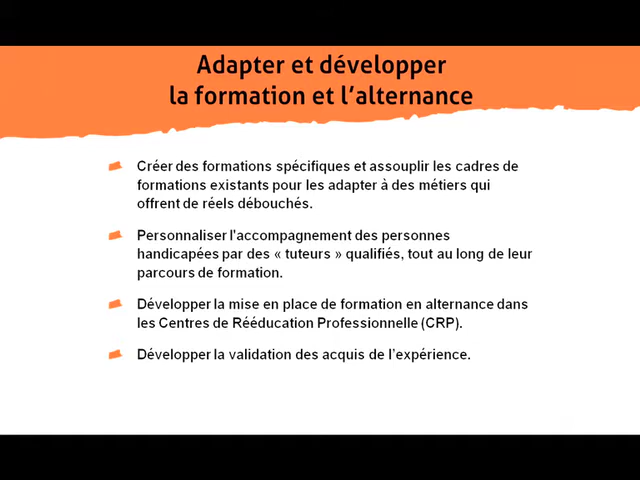 Adapter et développer
la formation et l'alternance
Créer des formations spécifiques et assouplir les cadres de
formations existants pour les adapter à des métiers qui
offrent de réels débouchés.
Personnaliser l'accompagnement des personnes
handicapées par des « tuteurs » qualifiés, tout au long de leur
parcours de formation.
Développer la mise en place de formation en alternance dans
les Centres de Rééducation Professionnelle (CRP).
Développer la validation des acquis de l'expérience.